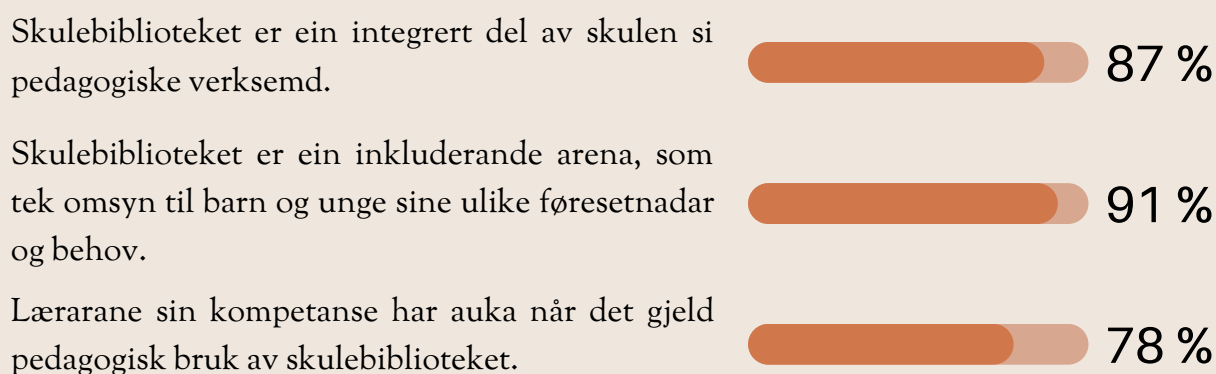 Skulebiblioteket er ein integrert del av skulen si
pedagogiske verksemd.
87 %
Skulebiblioteket er ein inkluderande arena, som
tek omsyn til barn og unge sine ulike føresetnadar
og behov.
91 %
Lærarane sin kompetanse har auka når det gjeld
pedagogisk bruk av skulebiblioteket.
78 %